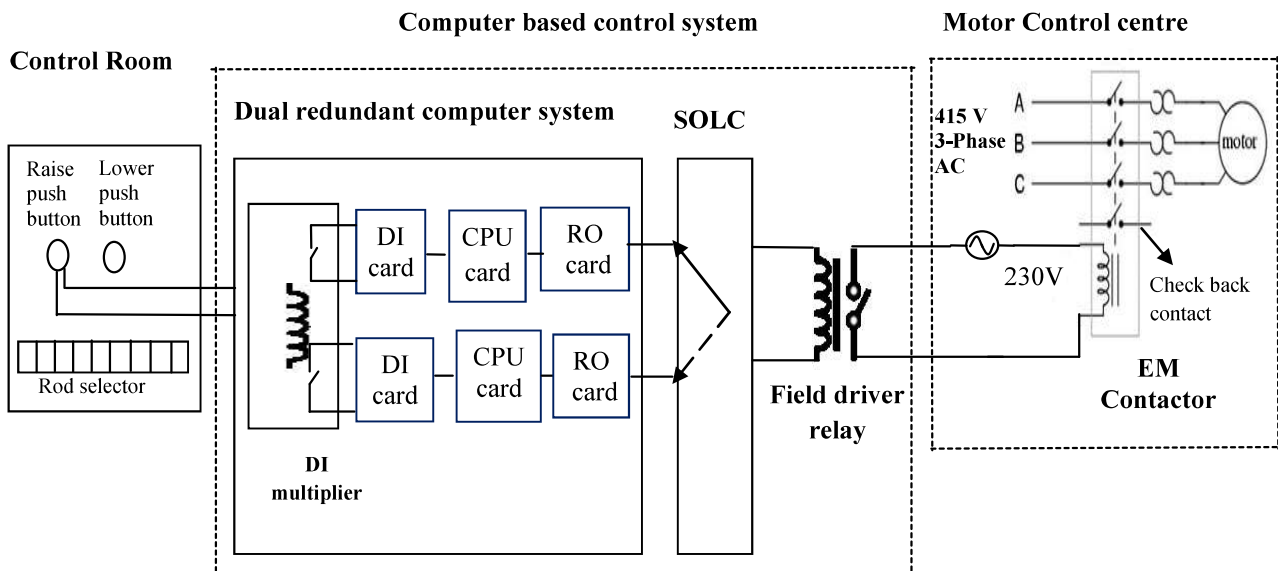 Computer based control system
Motor Control centre
Control Room
Dual redundant computer system
SOLC
Raise
push
button
Lower
push
button
Rod selector
DI
card
CPU
card
RO
card
DI
card
CPU
card
RO
card
DI
multiplier
Field driver
relay
415 V
3-Phase
AC
A
B
C
motor
230V
Check back
contact
EM
Contactor